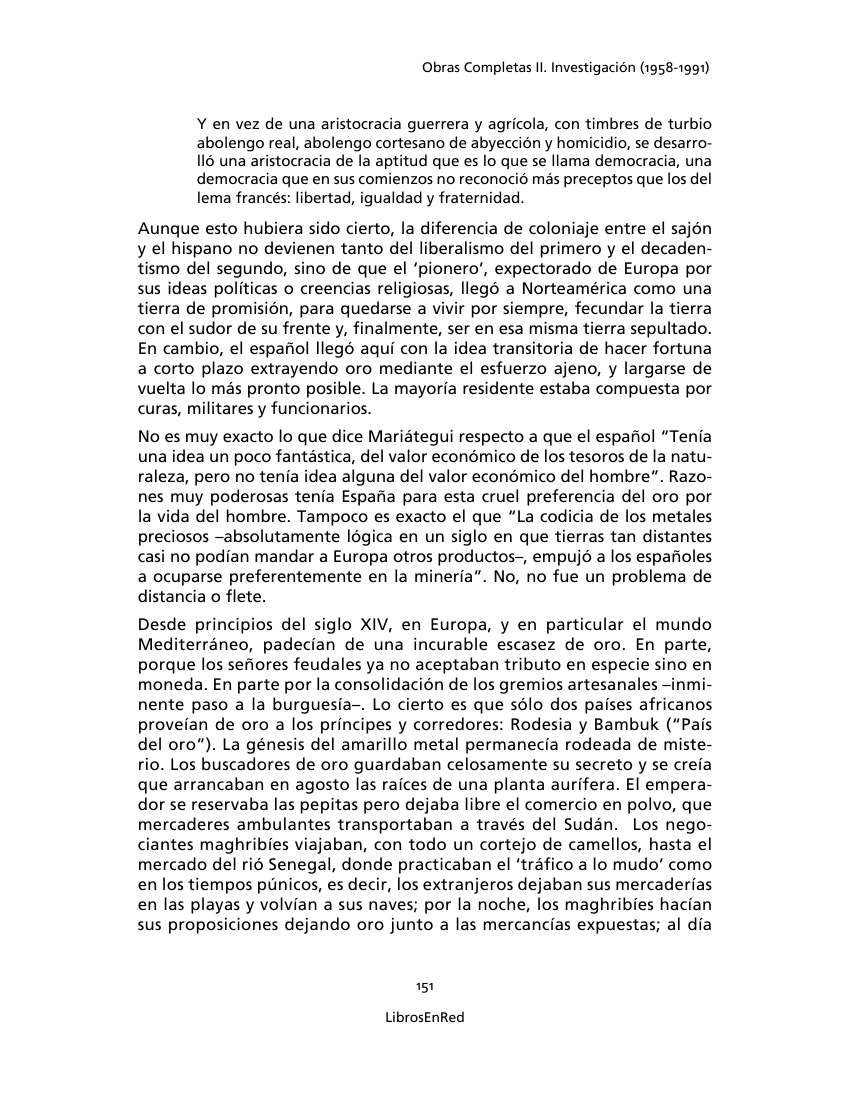 Obras Completas II. Investigación (1958-1991)
Y en vez de una aristocracia guerrera y agrícola, con timbres de turbio
abolengo real, abolengo cortesano de abyección y homicidio, se desarro-
lló una aristocracia de la aptitud que es lo que se llama democracia, una
democracia que en sus comienzos no reconoció más preceptos que los del
lema francés: libertad, igualdad y fraternidad.
Aunque esto hubiera sido cierto, la diferencia de coloniaje entre el sajón
y el hispano no devienen tanto del liberalismo del primero y el decaden-
tismo del segundo, sino de que el ‘pionero’, expectorado de Europa por
sus ideas políticas o creencias religiosas, llegó a Norteamérica como una
tierra de promisión, para quedarse a vivir por siempre, fecundar la tierra
con el sudor de su frente y, finalmente, ser en esa misma tierra sepultado.
En cambio, el español llegó aquí con la idea transitoria de hacer fortuna
a corto plazo extrayendo oro mediante el esfuerzo ajeno, y largarse de
vuelta lo más pronto posible. La mayoría residente estaba compuesta por
curas, militares y funcionarios.
No es muy exacto lo que dice Mariátegui respecto a que el español “Tenía
una idea un poco fantástica, del valor económico de los tesoros de la natu-
raleza, pero no tenía idea alguna del valor económico del hombre”. Razo-
nes muy poderosas tenía España para esta cruel preferencia del oro por
la vida del hombre. Tampoco es exacto el que “La codicia de los metales
preciosos –absolutamente lógica en un siglo en que tierras tan distantes
casi no podían mandar a Europa otros productos–, empujó a los españoles
a ocuparse preferentemente en la minería”. No, no fue un problema de
distancia o flete.
Desde principios del siglo XIV, en Europa, y en particular el mundo
Mediterráneo, padecían de una incurable escasez de oro. En parte,
porque los señores feudales ya no aceptaban tributo en especie sino en
moneda. En parte por la consolidación de los gremios artesanales –inmi-
nente paso a la burguesía–. Lo cierto es que sólo dos países africanos
proveían de oro a los príncipes y corredores: Rodesia y Bambuk (“País
del oro”). La génesis del amarillo metal permanecía rodeada de miste-
rio. Los buscadores de oro guardaban celosamente su secreto y se creía
que arrancaban en agosto las raíces de una planta aurífera. El empera-
dor se reservaba las pepitas pero dejaba libre el comercio en polvo, que
mercaderes ambulantes transportaban a través del Sudán.  Los nego-
ciantes maghribíes viajaban, con todo un cortejo de camellos, hasta el
mercado del rió Senegal, donde practicaban el ‘tráfico a lo mudo’ como
en los tiempos púnicos, es decir, los extranjeros dejaban sus mercaderías
en las playas y volvían a sus naves; por la noche, los maghribíes hacían
sus proposiciones dejando oro junto a las mercancías expuestas; al día
151
LibrosEnRed